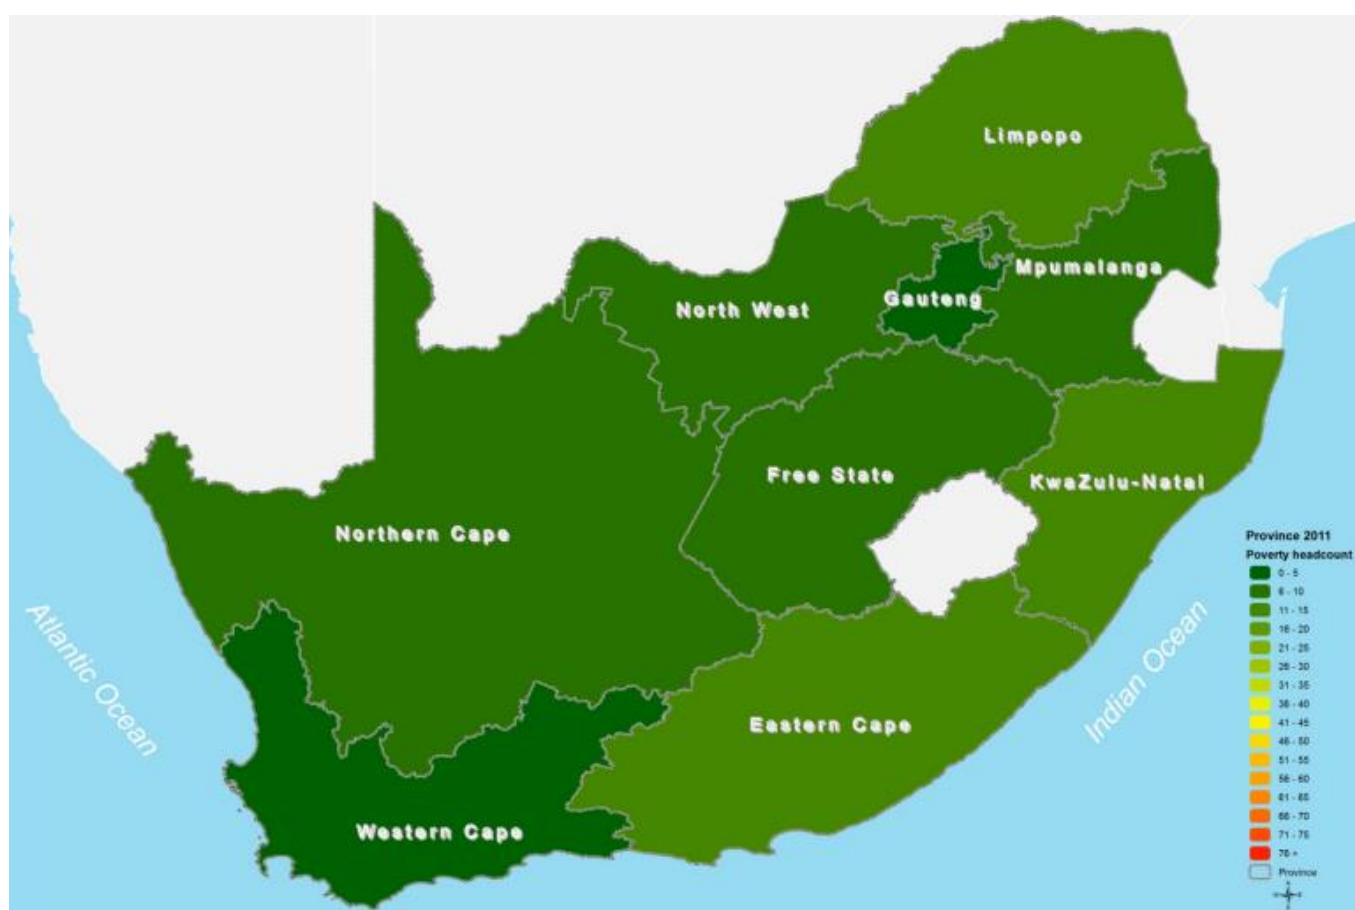 Limpopo
Mpumalanga
Gauteng
North West
Free State
KwaZulu-Natal
Northern Cape
Eastern Cape
Western Cape
Atlantic Ocean
Indian Ocean
Province 2011
Poverty headcount
0 - 5
6 - 10
11 - 15
16 - 20
21 - 25
26 - 30
31 - 35
36 - 40
41 - 45
46 - 50
51 - 55
56 - 60
61 - 65
66 - 70
71 - 75
76 +
Province